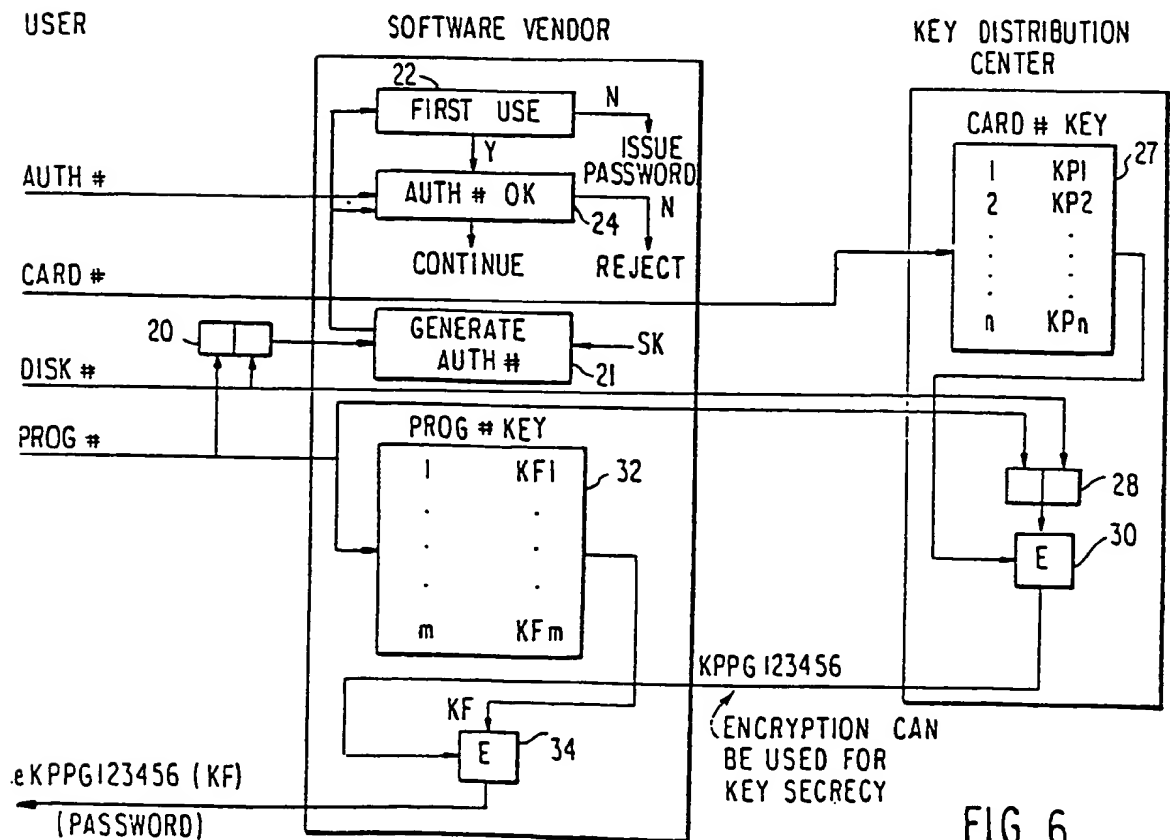 USER
SOFTWARE VENDOR
KEY DISTRIBUTION
CENTER
22
FIRST USE
N
Y
ISSUE
PASSWORD
AUTH #
AUTH # OK
N
24
CONTINUE
REJECT
CARD #
CARD # KEY
27
1 KP1
2 KP2
. .
. .
. .
. .
n KPn
20
GENERATE
AUTH #
SK
21
DISK #
PROG #
PROG # KEY
1 KF1
32
. .
. .
. .
m KFm
28
E
30
KPPG123456
KF
E
34
ENCRYPTION CAN
BE USED FOR
KEY SECRECY
.eKPPG123456 (KF)
(PASSWORD)
FIG 6